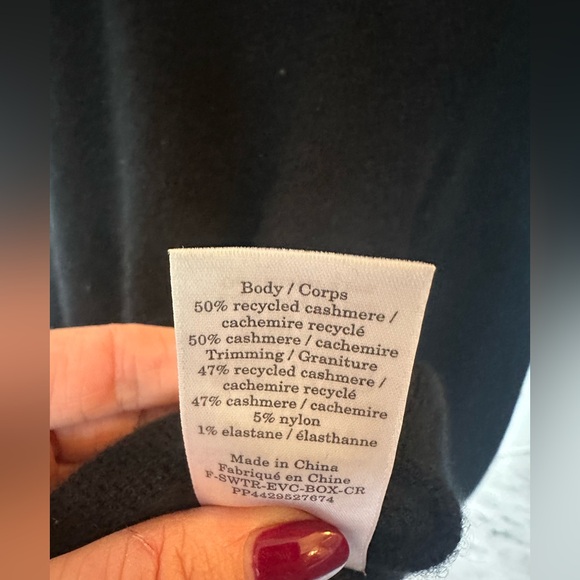 Body / Corps
50% recycled cashmere /
cachemire recyclé
50% cashmere / cachemire
Trimming / Graniture
47% recycled cashmere /
cachemire recyclé
47% cashmere / cachemire
5% nylon
1% elastane / élasthanne
Made in China
Fabriqué en Chine
F-SWTR-EVC-BOX-CR
PP4429527674